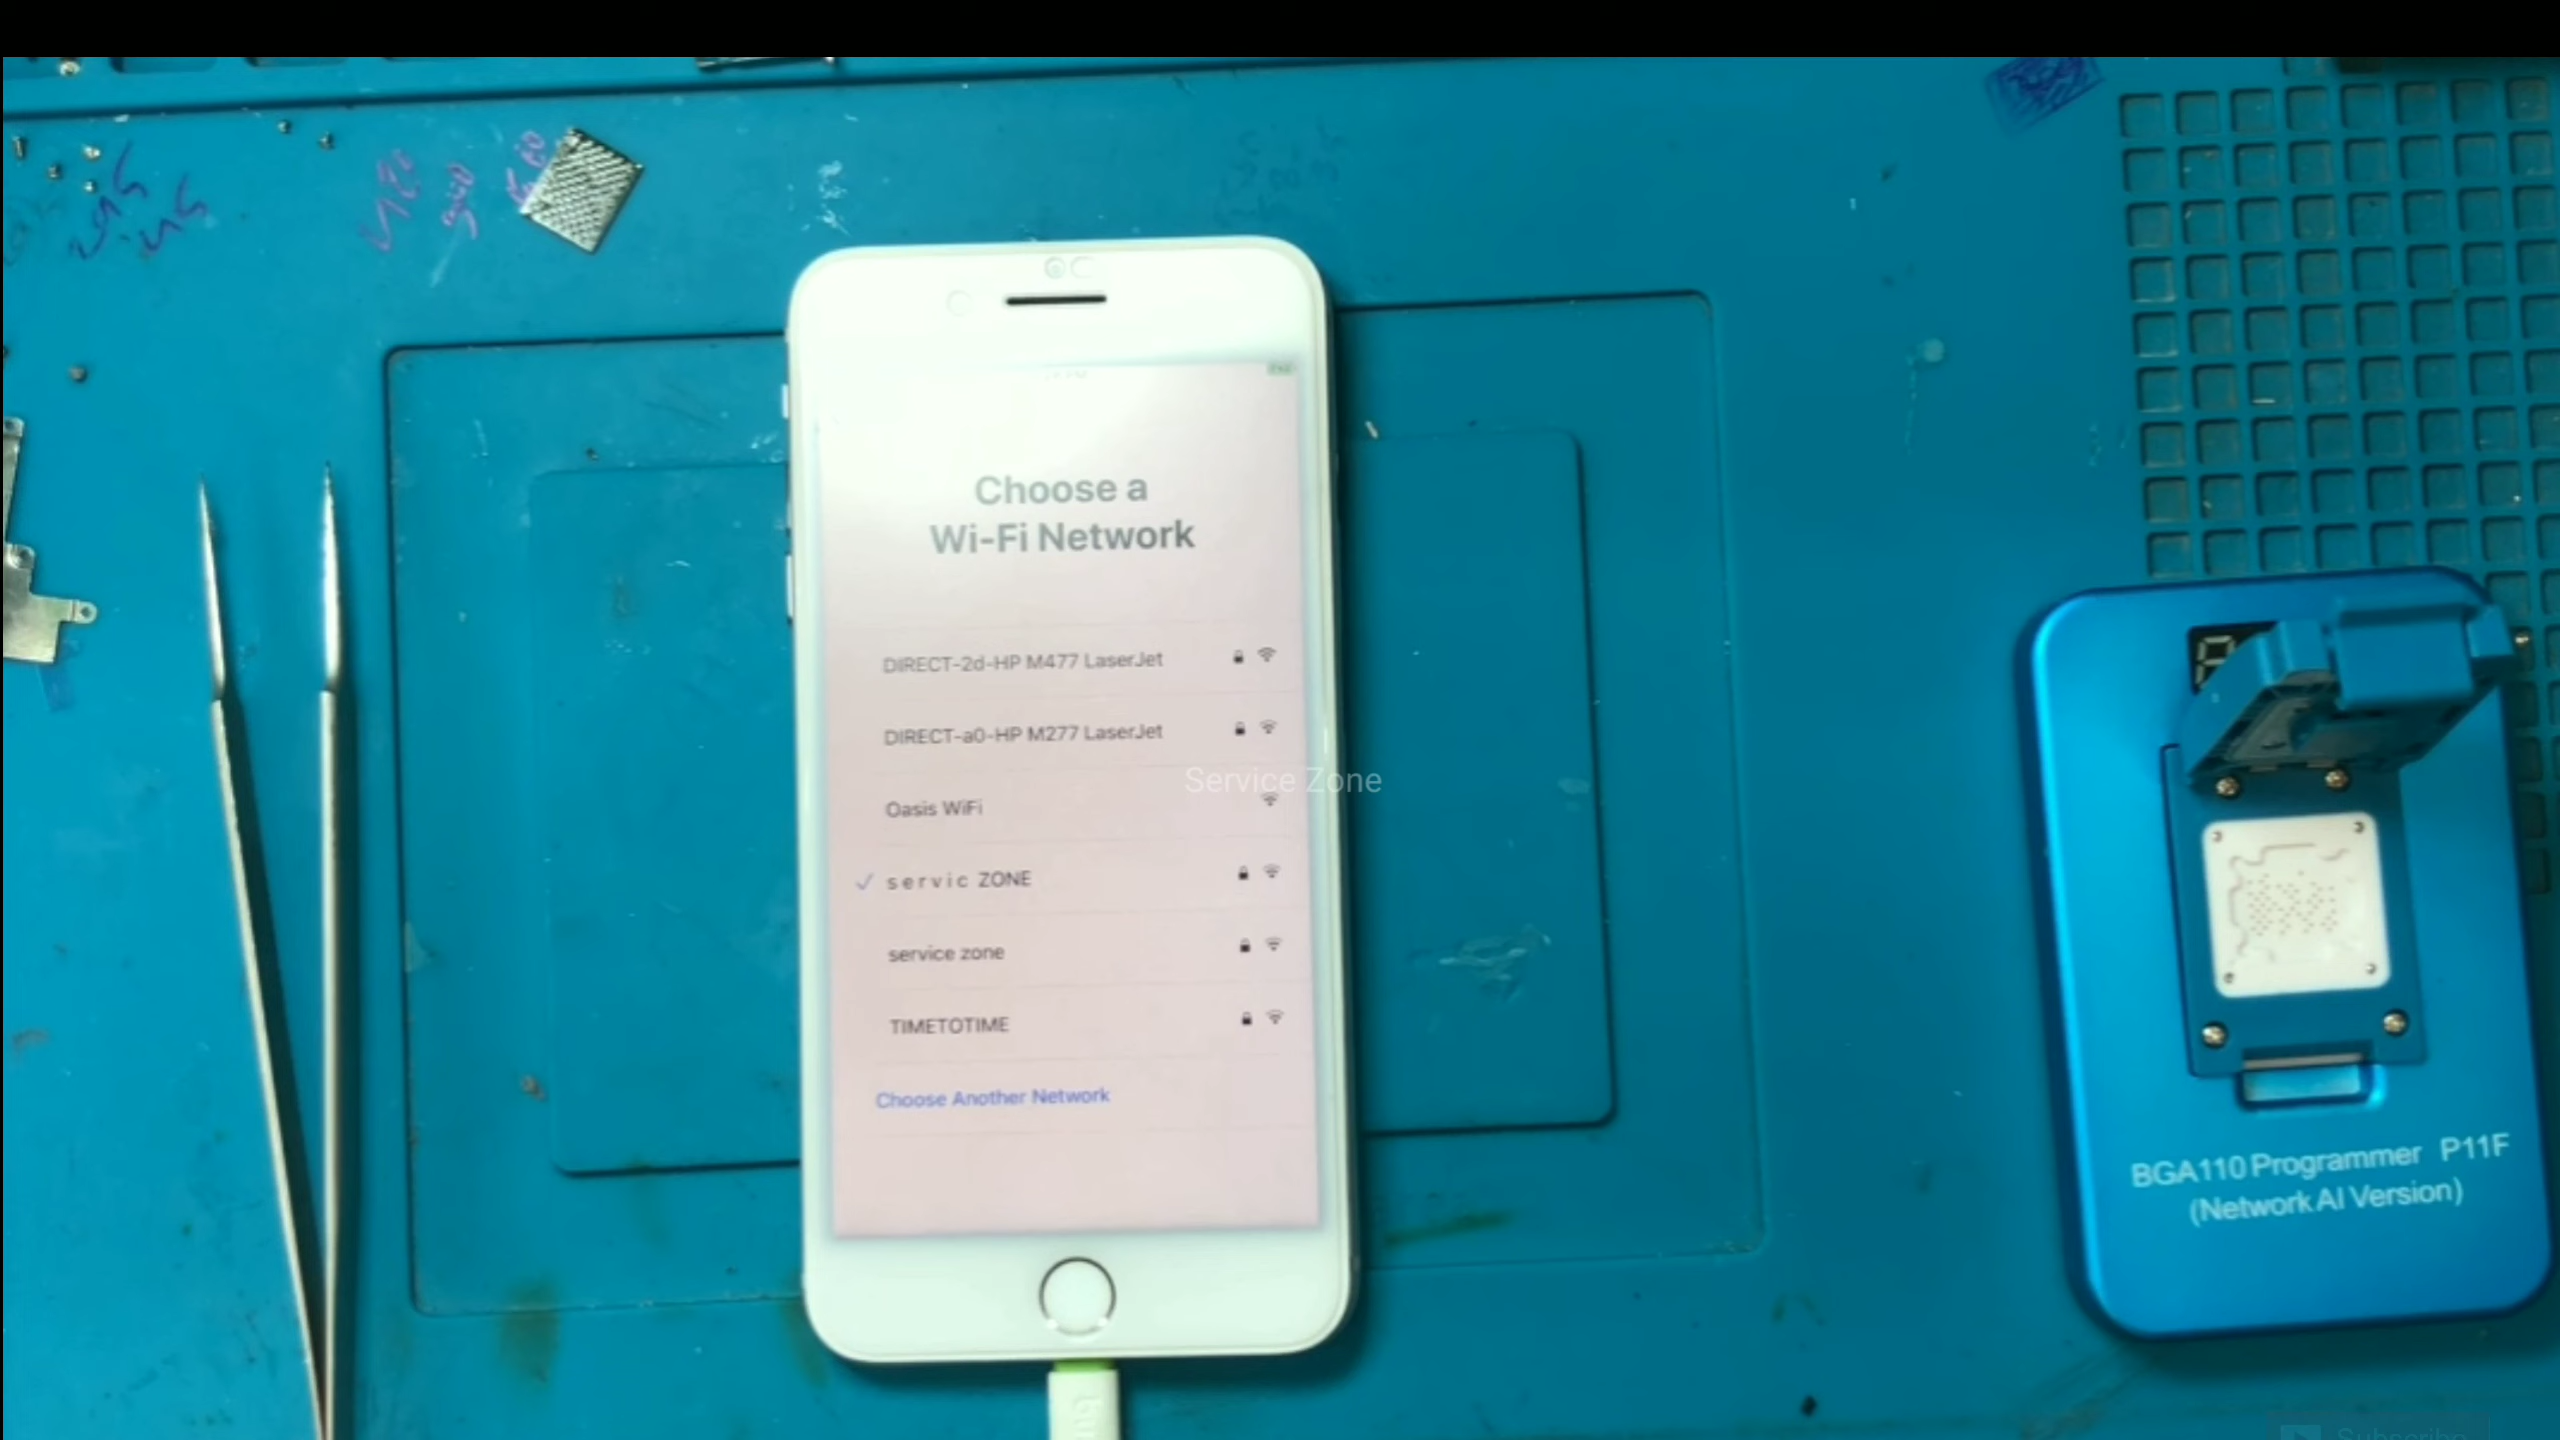 Choose a
Wi-Fi Network
DIRECT-2d-HP M477 LaserJet
DIRECT-a0-HP M277 LaserJet
Oasis WiFi
s e r v i c ZONE
service zone
TIMETOTIME
Choose Another Network
Service Zone
BGA110 Programmer P11F
(Network AI Version)
Subscribe